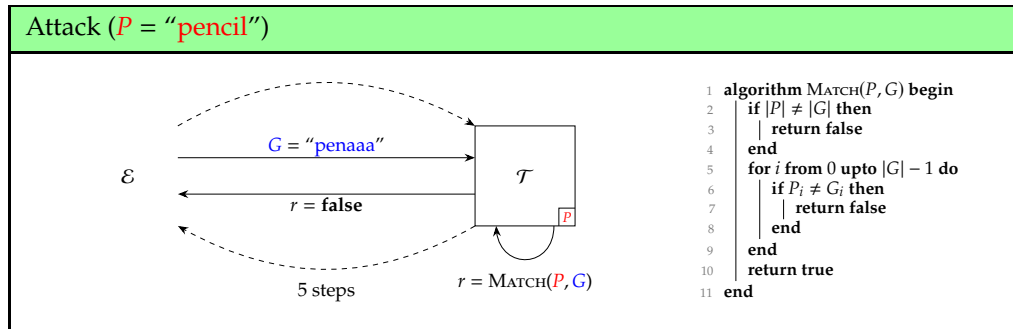 Attack (P = “pencil”)
ℰ
G = “penaaa”
r = false
𝒯
P
5 steps
r = Match(P, G)
1 algorithm Match(P, G) begin
2 if |P| ≠ |G| then
3 return false
4 end
5 for i from 0 upto |G| − 1 do
6 if Pᵢ ≠ Gᵢ then
7 return false
8 end
9 end
10 return true
11 end